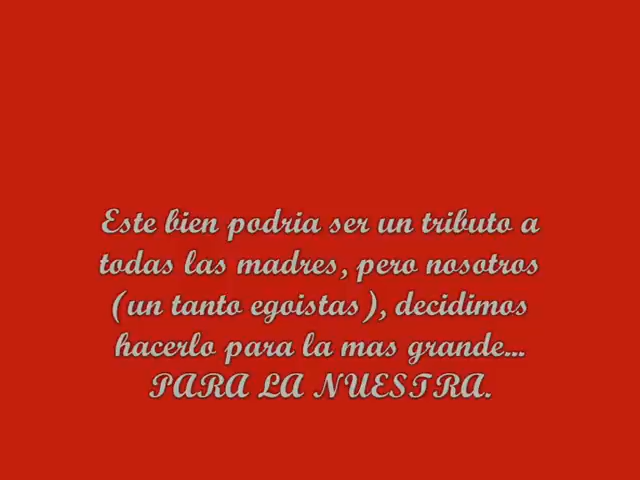 Este bien podria ser un tributo a
todas las madres, pero nosotros
(un tanto egoistas), decidimos
hacerlo para la mas grande...
PARA LA NUESTRA.